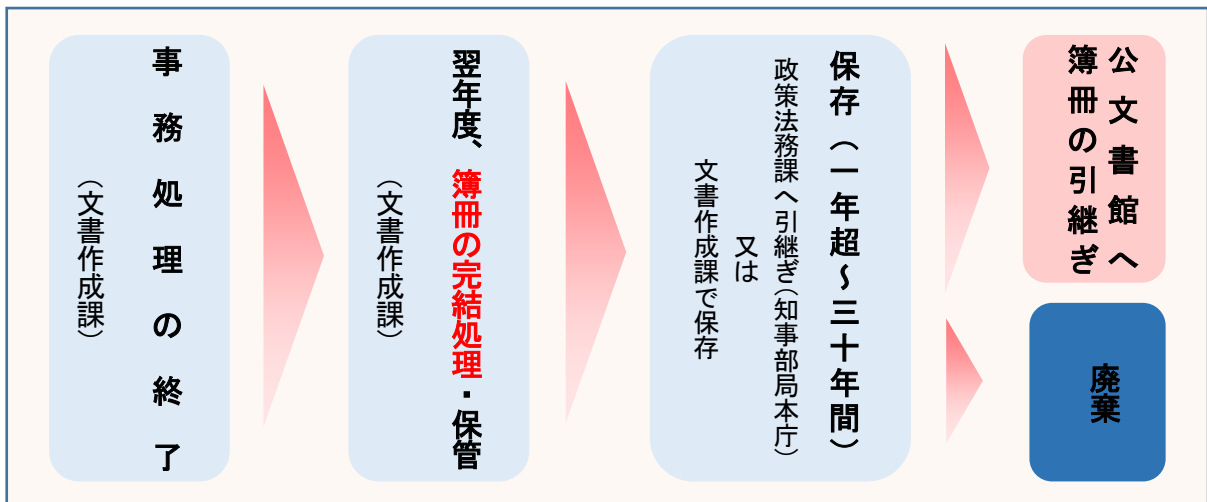 事務処理の終了
（文書作成課）
翌年度、簿冊の完結処理・保管
（文書作成課）
保存（一年超～三十年間）
政策法務課へ引継ぎ（知事部局本庁）
又は
文書作成課で保存
公文書館へ
簿冊の引継ぎ
廃棄